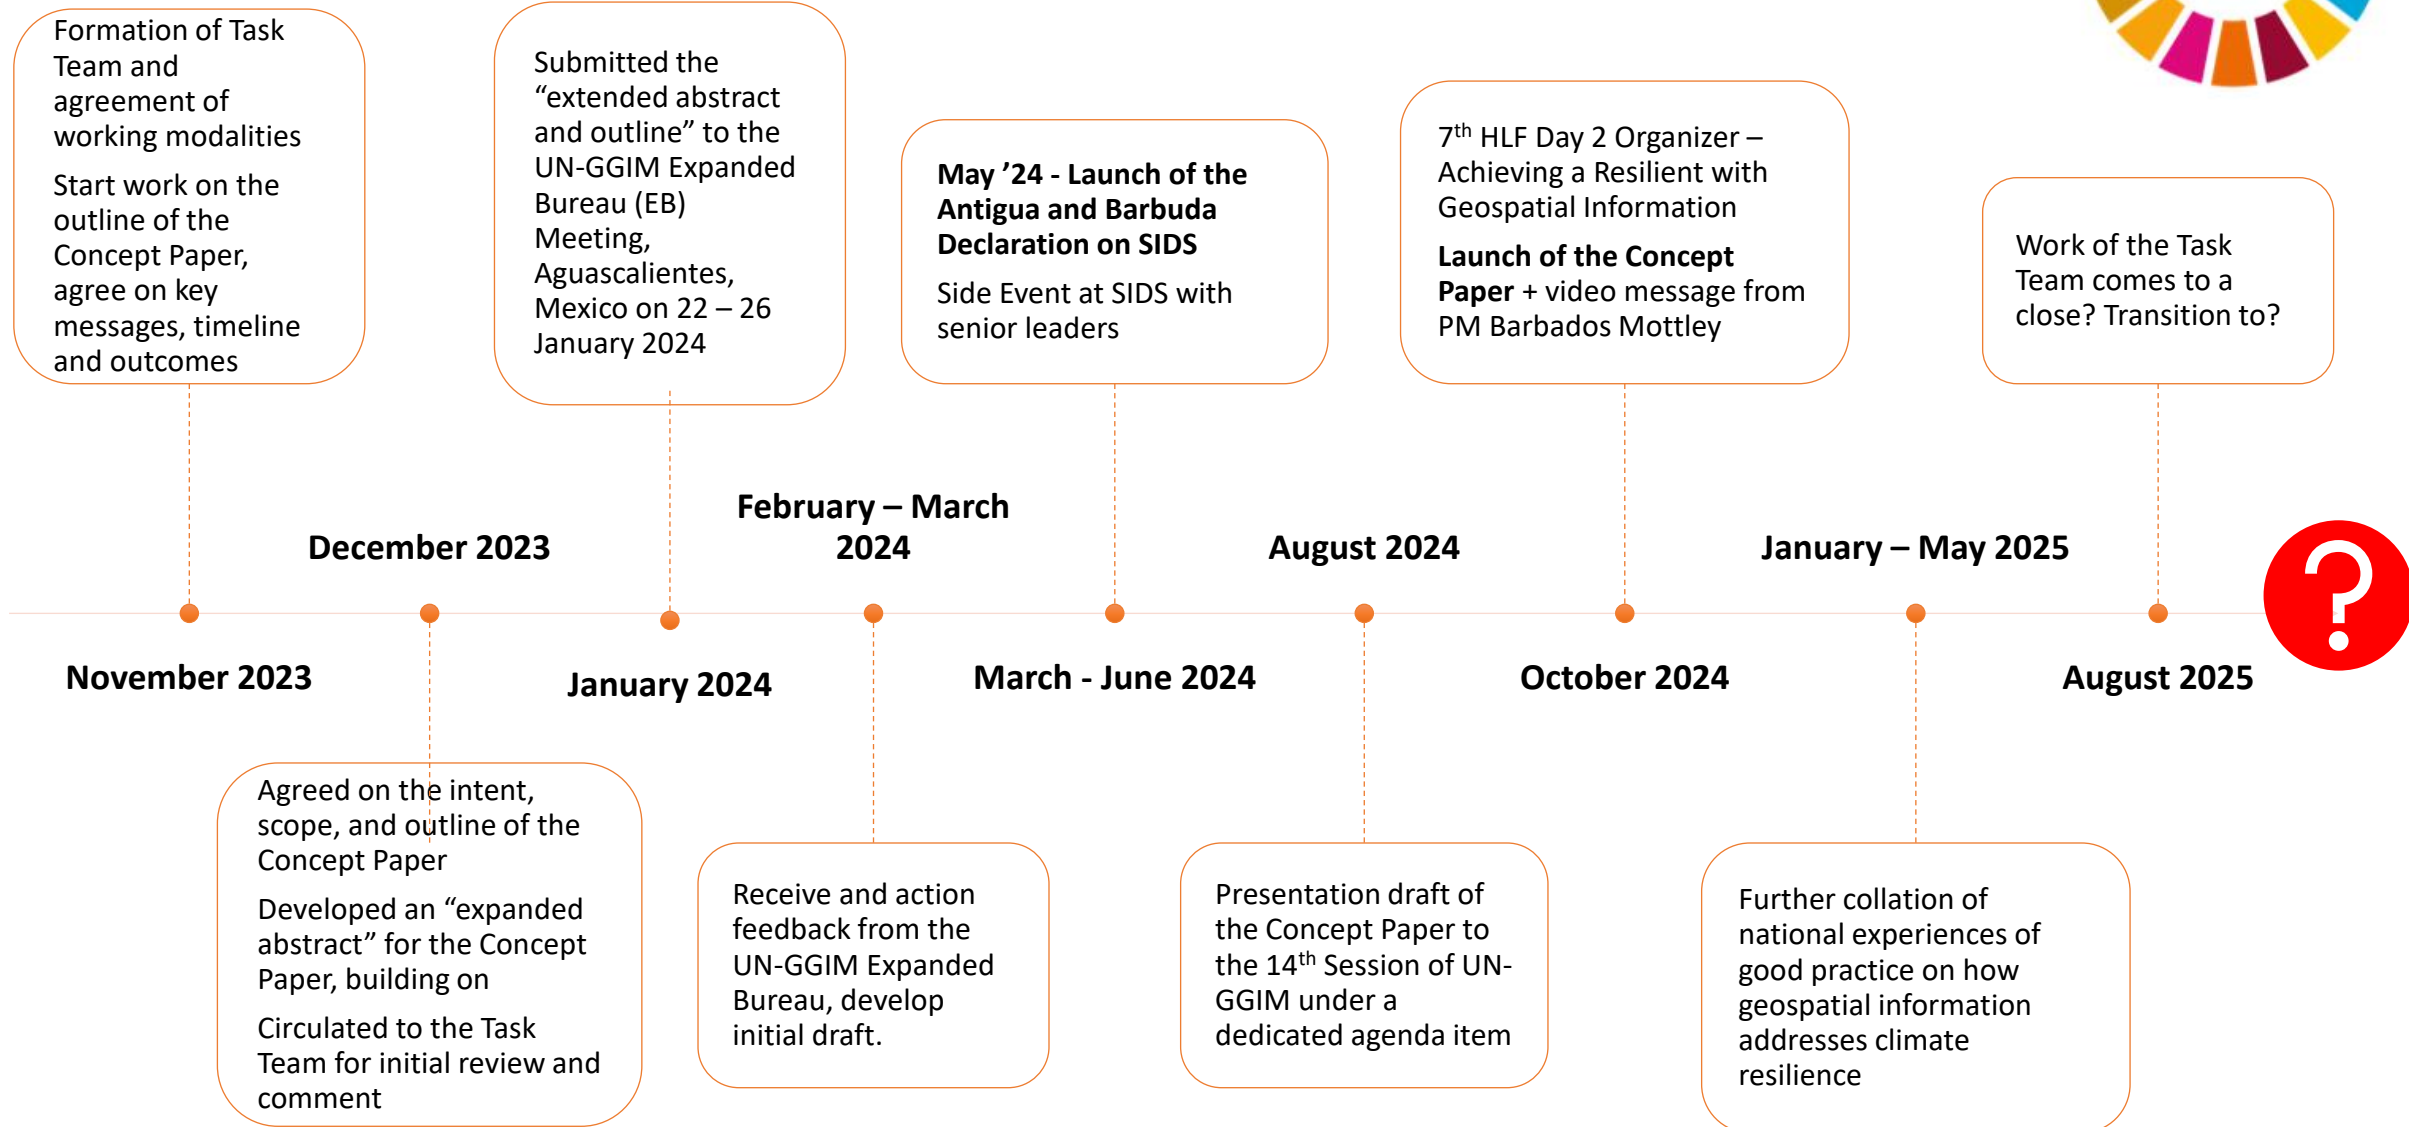 Formation of Task
Team and
agreement of
working modalities
Start work on the
outline of the
Concept Paper,
agree on key
messages, timeline
and outcomes
Submitted the
“extended abstract
and outline” to the
UN-GGIM Expanded
Bureau (EB)
Meeting,
Aguascalientes,
Mexico on 22 – 26
January 2024
May ’24 - Launch of the
Antigua and Barbuda
Declaration on SIDS
Side Event at SIDS with
senior leaders
7th HLF Day 2 Organizer –
Achieving a Resilient with
Geospatial Information
Launch of the Concept
Paper + video message from
PM Barbados Mottley
Work of the Task
Team comes to a
close? Transition to?
December 2023
February – March
2024
August 2024
January – May 2025
?
November 2023
January 2024
March - June 2024
October 2024
August 2025
Agreed on the intent,
scope, and outline of the
Concept Paper
Developed an “expanded
abstract” for the Concept
Paper, building on
Circulated to the Task
Team for initial review and
comment
Receive and action
feedback from the
UN-GGIM Expanded
Bureau, develop
initial draft.
Presentation draft of
the Concept Paper to
the 14th Session of UN-
GGIM under a
dedicated agenda item
Further collation of
national experiences of
good practice on how
geospatial information
addresses climate
resilience